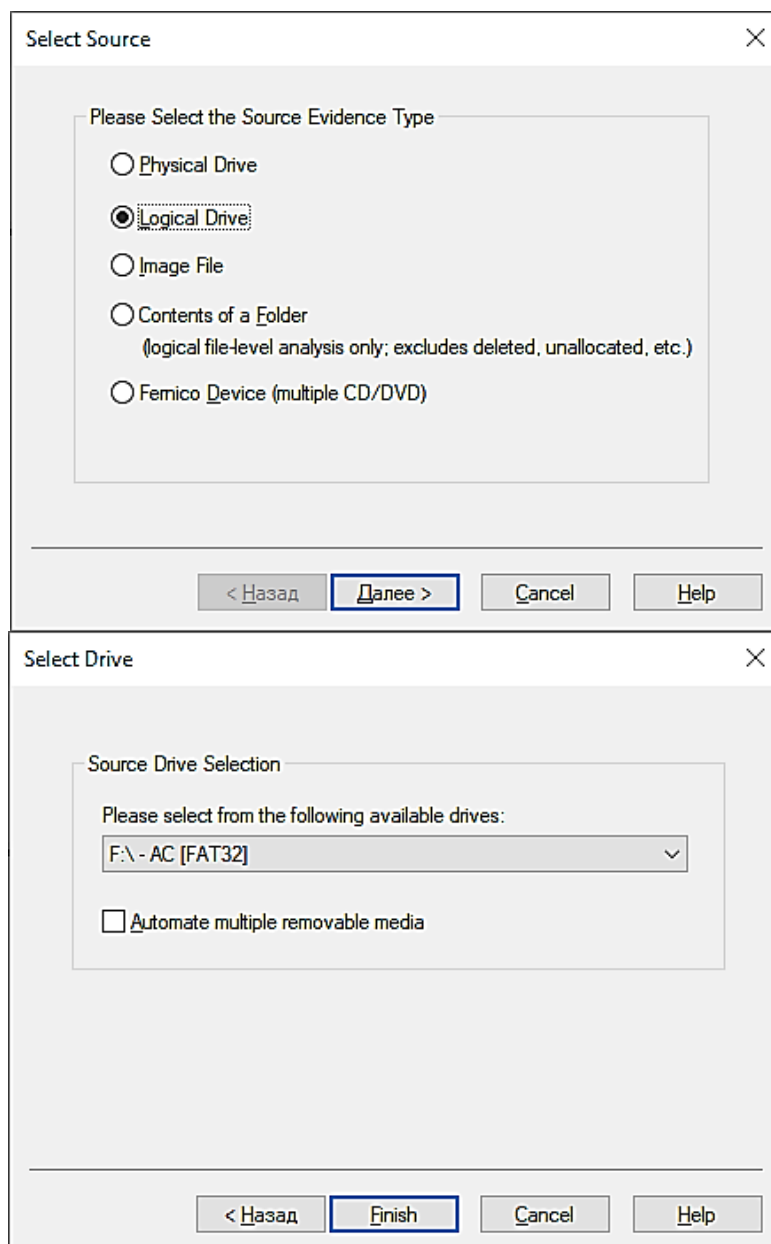 Select Source
Please Select the Source Evidence Type
Physical Drive
Logical Drive
Image File
Contents of a Folder
(logical file-level analysis only; excludes deleted, unallocated, etc.)
Fernico Device (multiple CD/DVD)
< Назад Далее > Cancel Help
Select Drive
Source Drive Selection
Please select from the following available drives:
F:\ - AC [FAT32]
Automate multiple removable media
< Назад Finish Cancel Help